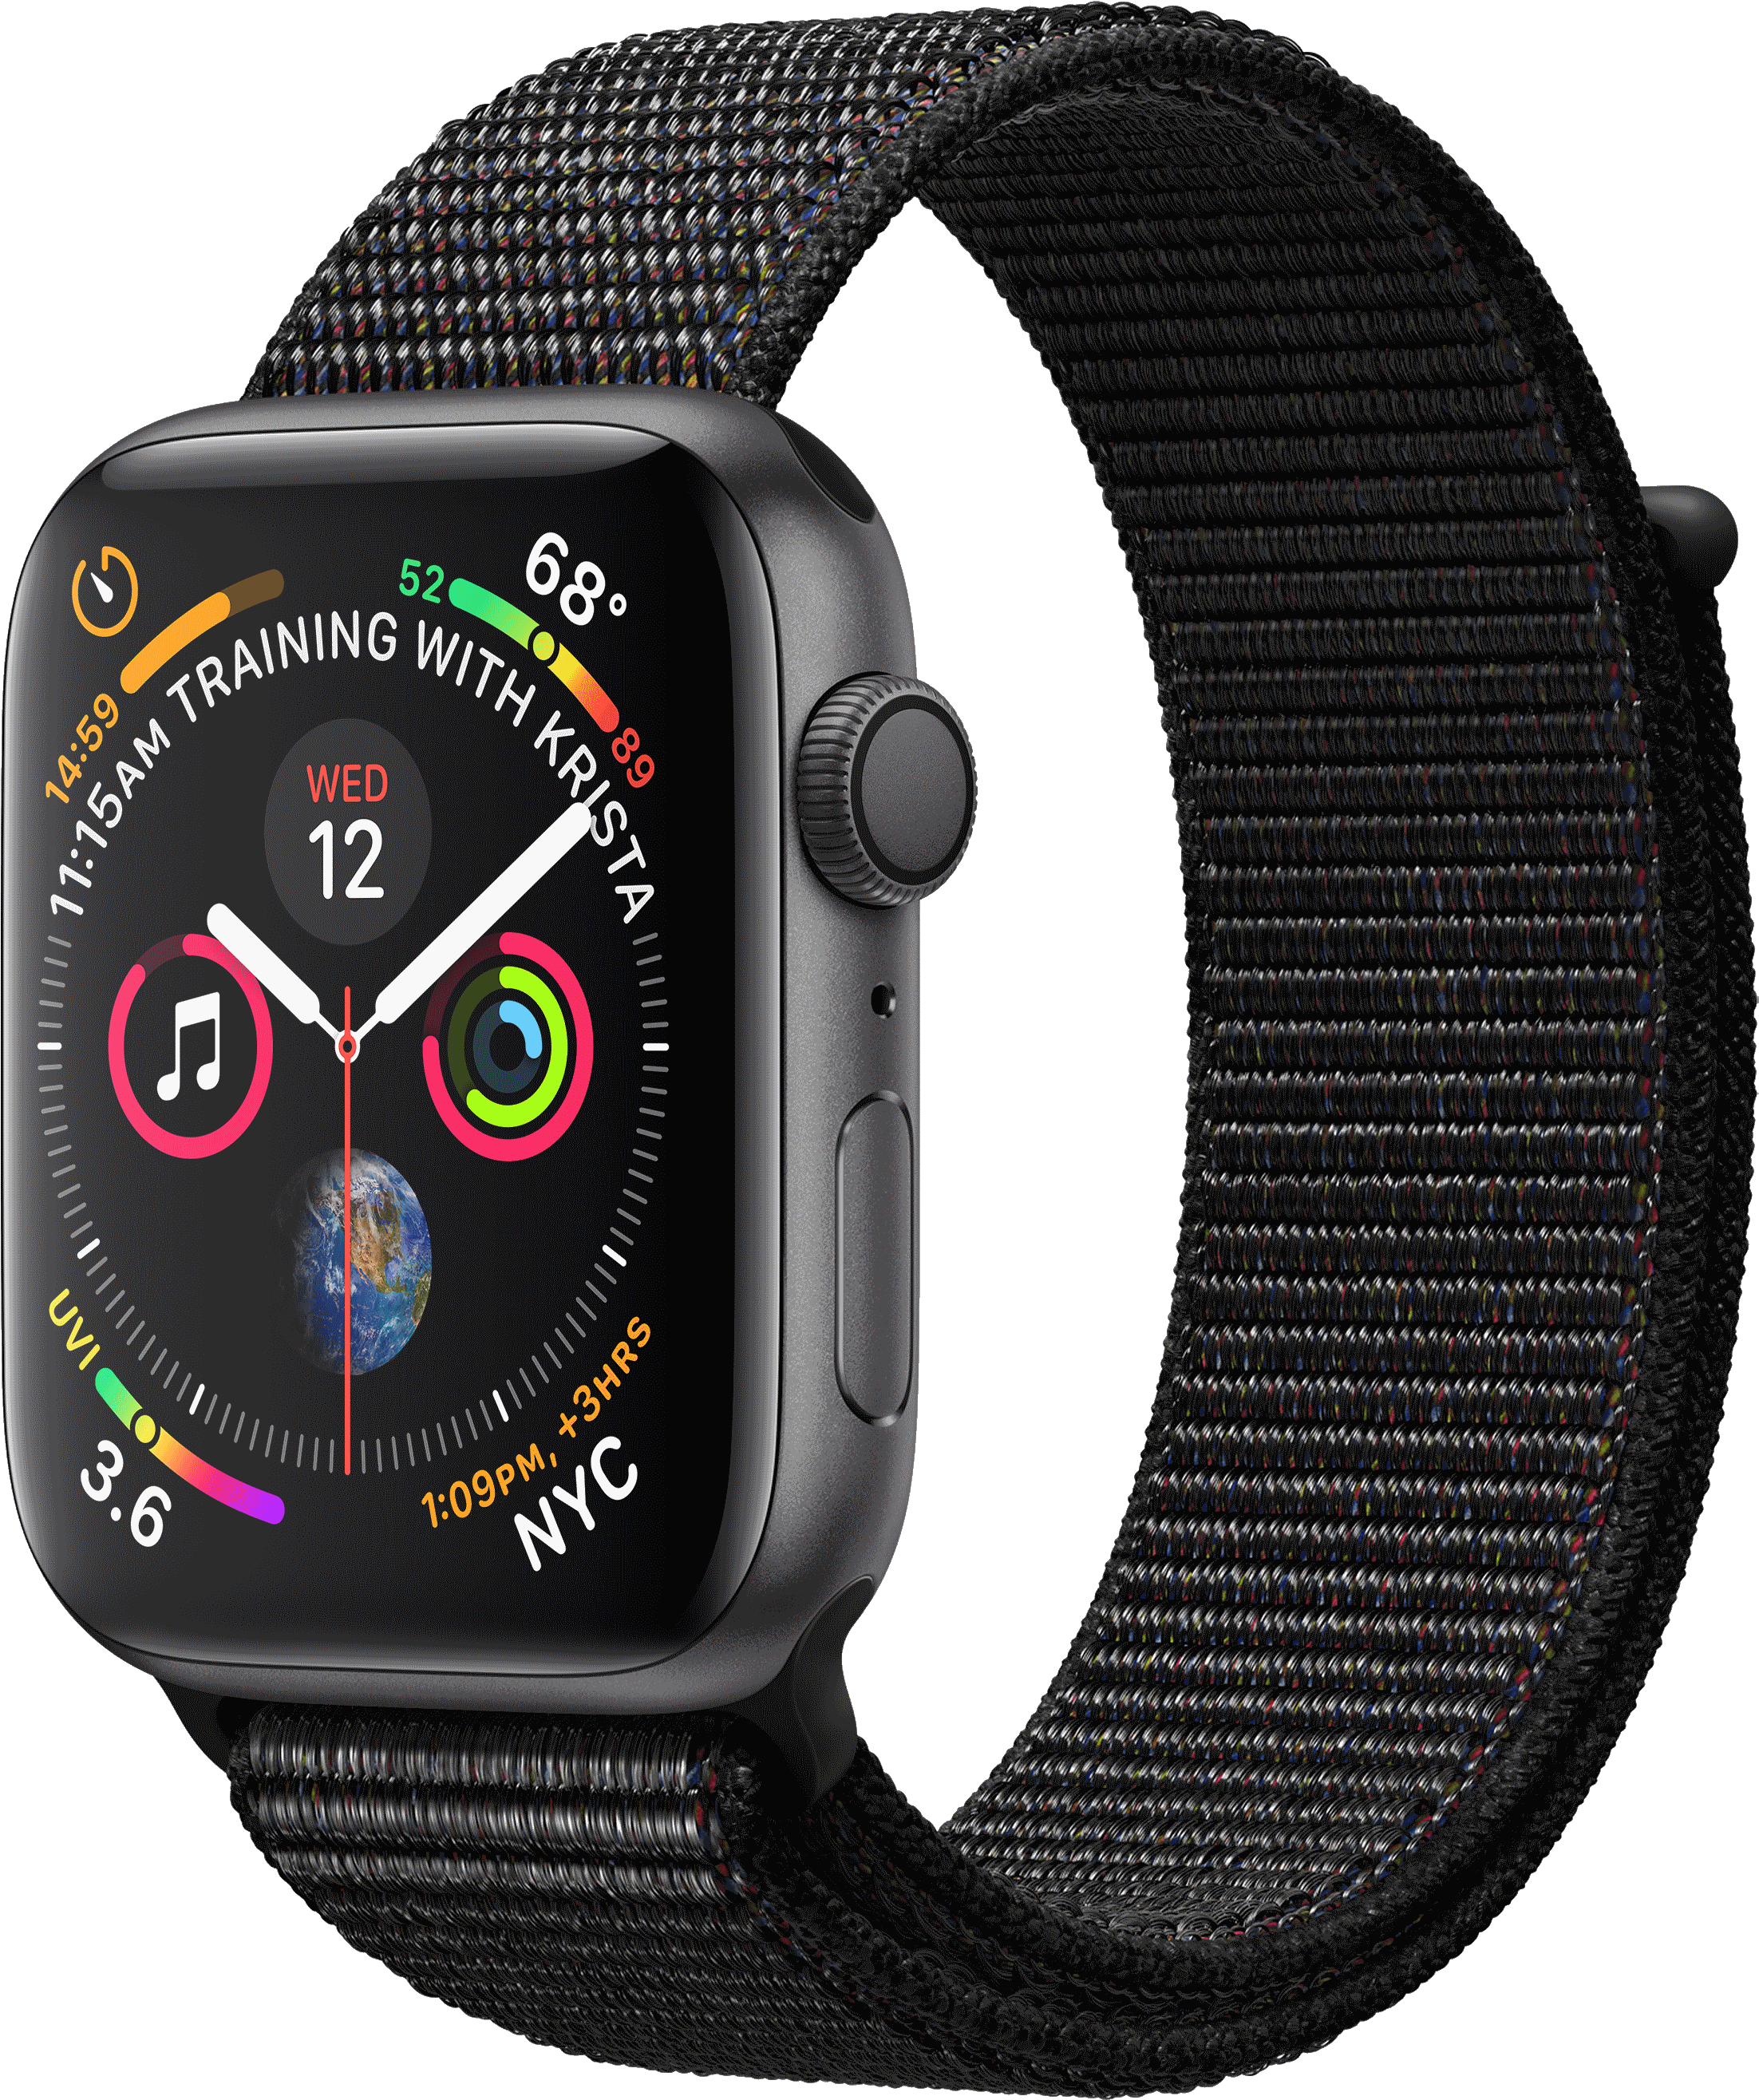 68°
52
89
14:59
11:15AM TRAINING WITH KRISTA
WED
12
UVI
3.6
1:09PM, +3HRS
NYC